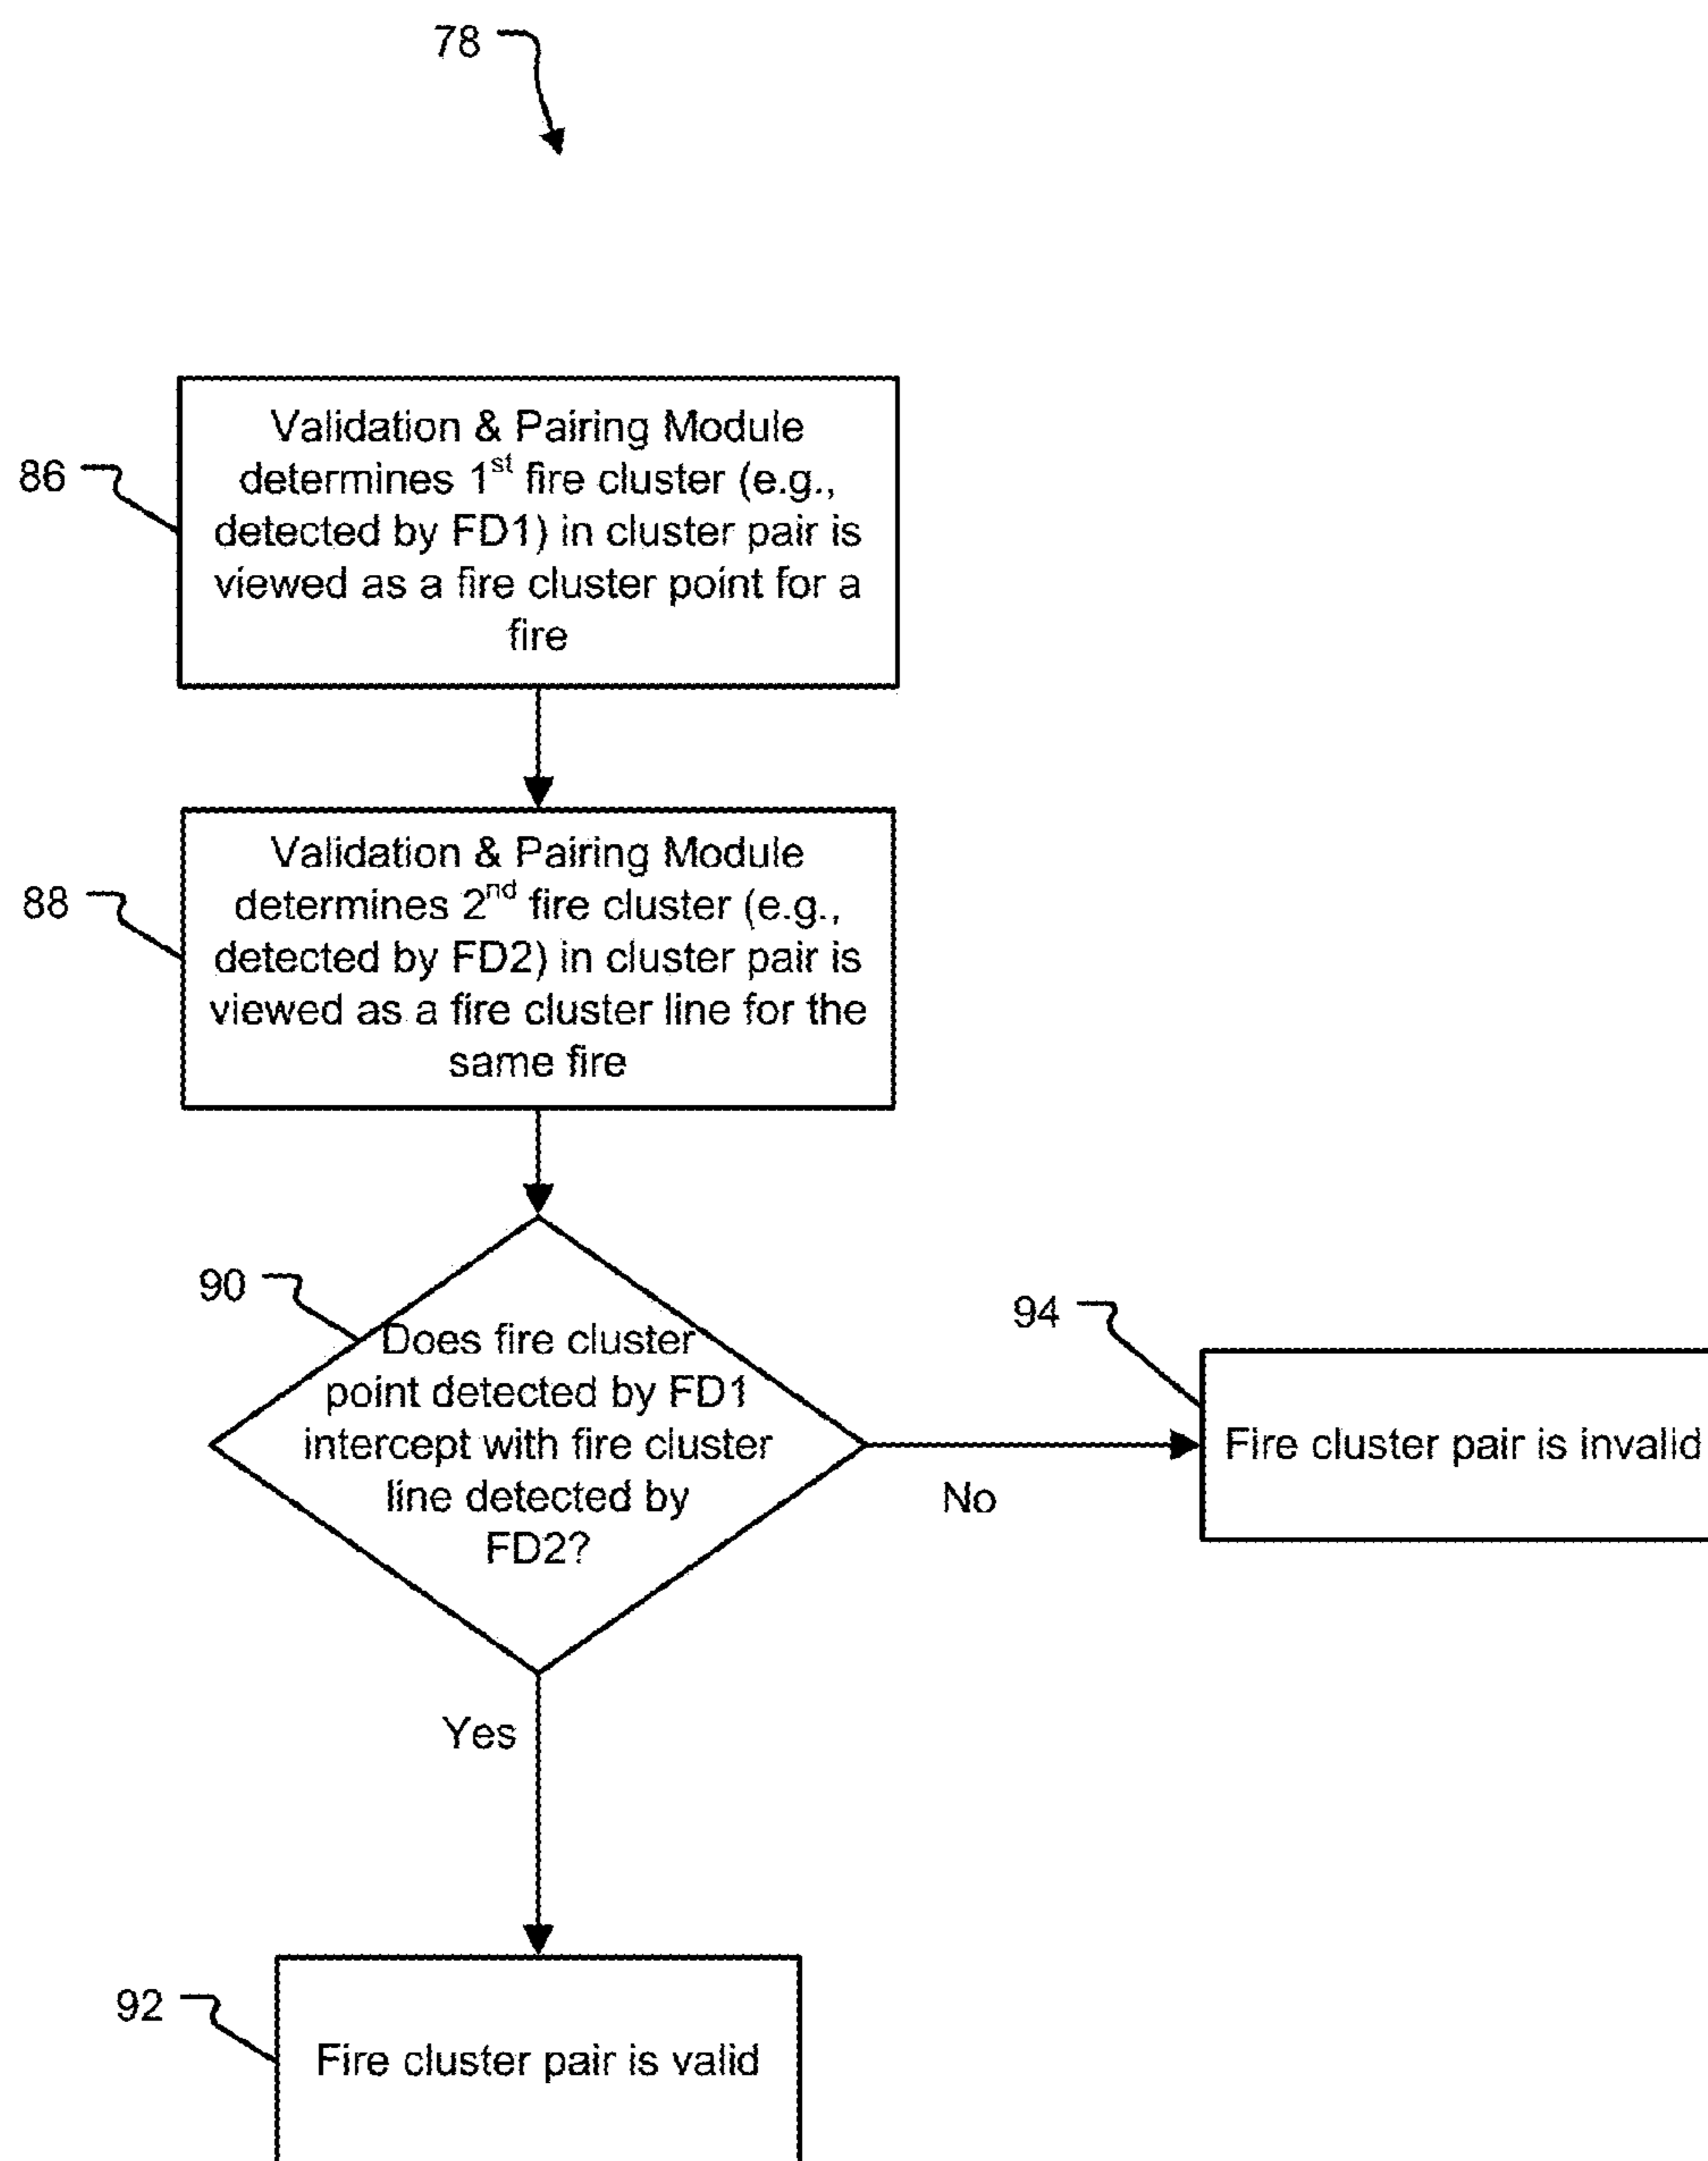 78
86
Validation & Pairing Module
determines 1st fire cluster (e.g.,
detected by FD1) in cluster pair is
viewed as a fire cluster point for a
fire
88
Validation & Pairing Module
determines 2nd fire cluster (e.g.,
detected by FD2) in cluster pair is
viewed as a fire cluster line for the
same fire
90
Does fire cluster
point detected by FD1
intercept with fire cluster
line detected by
FD2?
94
Fire cluster pair is invalid
No
Yes
92
Fire cluster pair is valid